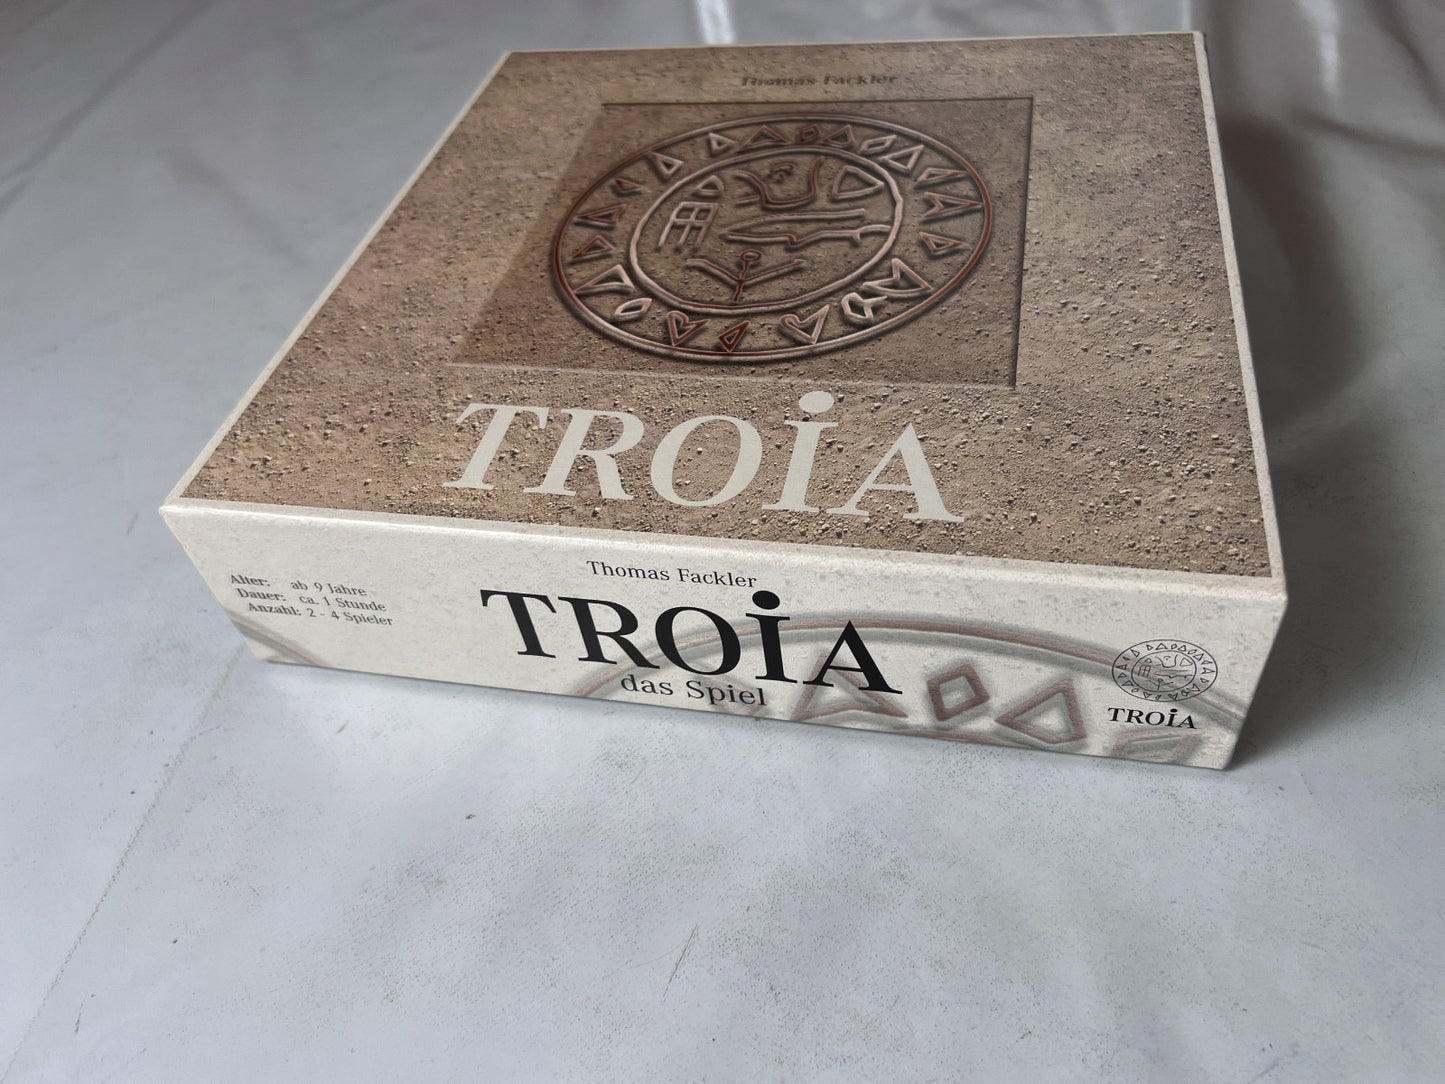 Thomas Fackler
TROiA
Thomas Fackler
TROiA
das Spiel
Alter: ab 9 Jahre
Dauer: ca. 1 Stunde
Anzahl: 2 - 4 Spieler
TROiA